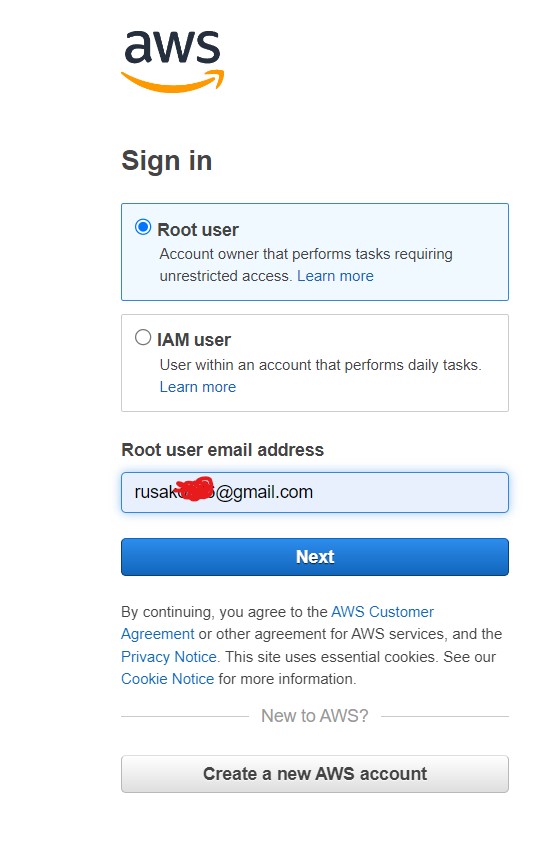 aws
Sign in
Root user
Account owner that performs tasks requiring
unrestricted access. Learn more
IAM user
User within an account that performs daily tasks.
Learn more
Root user email address
@gmail.com
Next
By continuing, you agree to the AWS Customer
Agreement or other agreement for AWS services, and the
Privacy Notice. This site uses essential cookies. See our
Cookie Notice for more information.
New to AWS?
Create a new AWS account